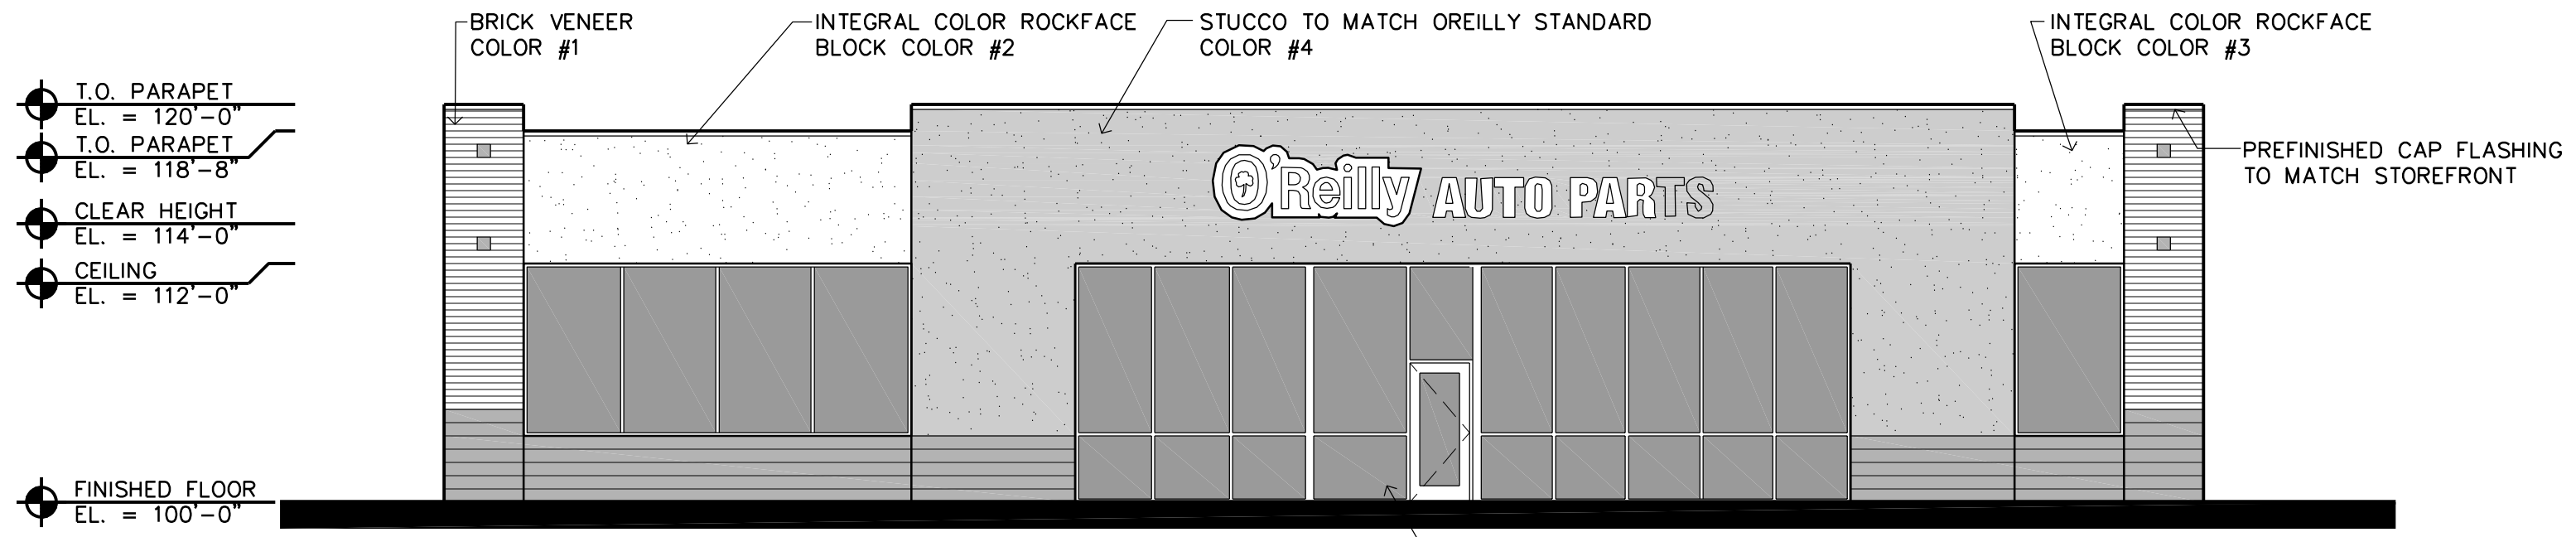 BRICK VENEER
COLOR #1
INTEGRAL COLOR ROCKFACE
BLOCK COLOR #2
STUCCO TO MATCH OREILLY STANDARD
COLOR #4
INTEGRAL COLOR ROCKFACE
BLOCK COLOR #3
T.O. PARAPET
EL. = 120'-0"
T.O. PARAPET
EL. = 118'-8"
CLEAR HEIGHT
EL. = 114'-0"
CEILING
EL. = 112'-0"
FINISHED FLOOR
EL. = 100'-0"
O'Reilly AUTO PARTS
PREFINISHED CAP FLASHING
TO MATCH STOREFRONT